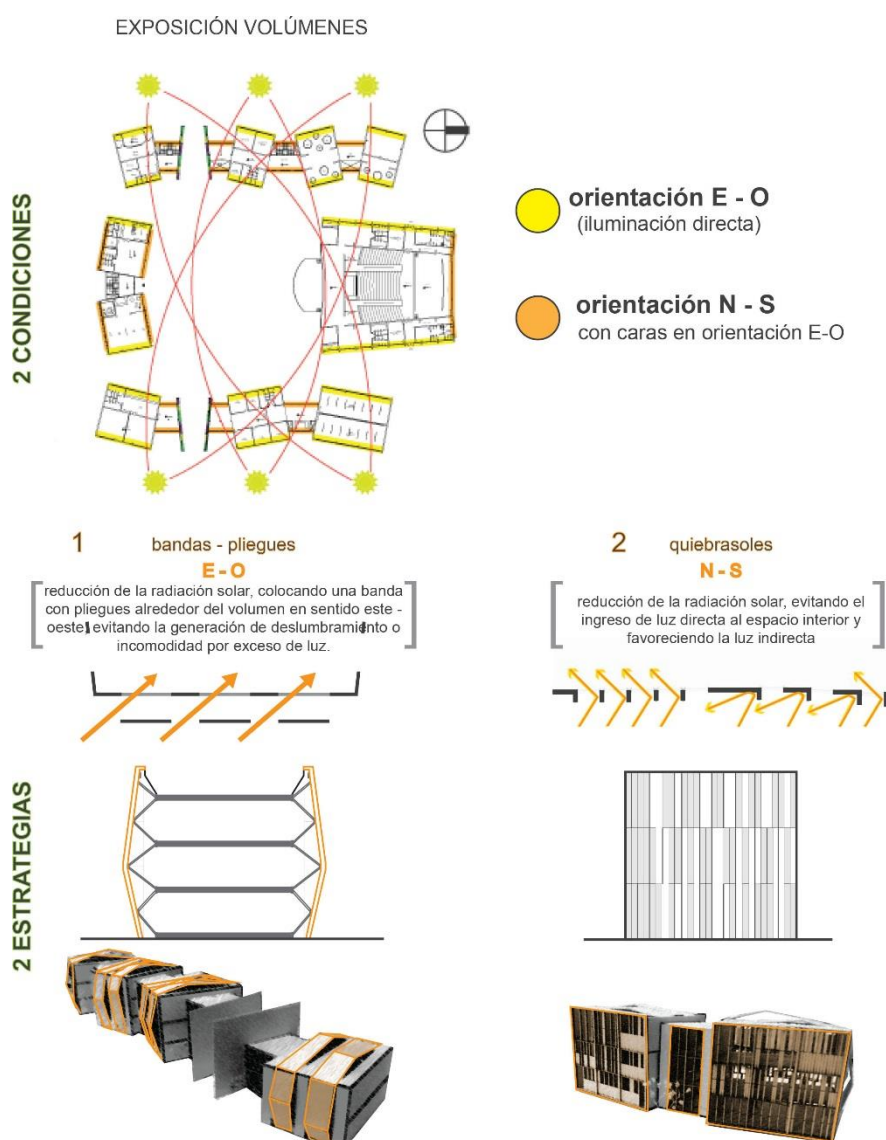 EXPOSICIÓN VOLÚMENES
2 CONDICIONES
orientación E - O
(iluminación directa)
orientación N - S
con caras en orientación E-O
2 ESTRATEGIAS
1
bandas - pliegues
E - O
reducción de la radiación solar, colocando una banda
con pliegues alrededor del volumen en sentido este -
oeste, evitando la generación de deslumbramiento o
incomodidad por exceso de luz.
2
quiebrasoles
N - S
reducción de la radiación solar, evitando el
ingreso de luz directa al espacio interior y
favoreciendo la luz indirecta